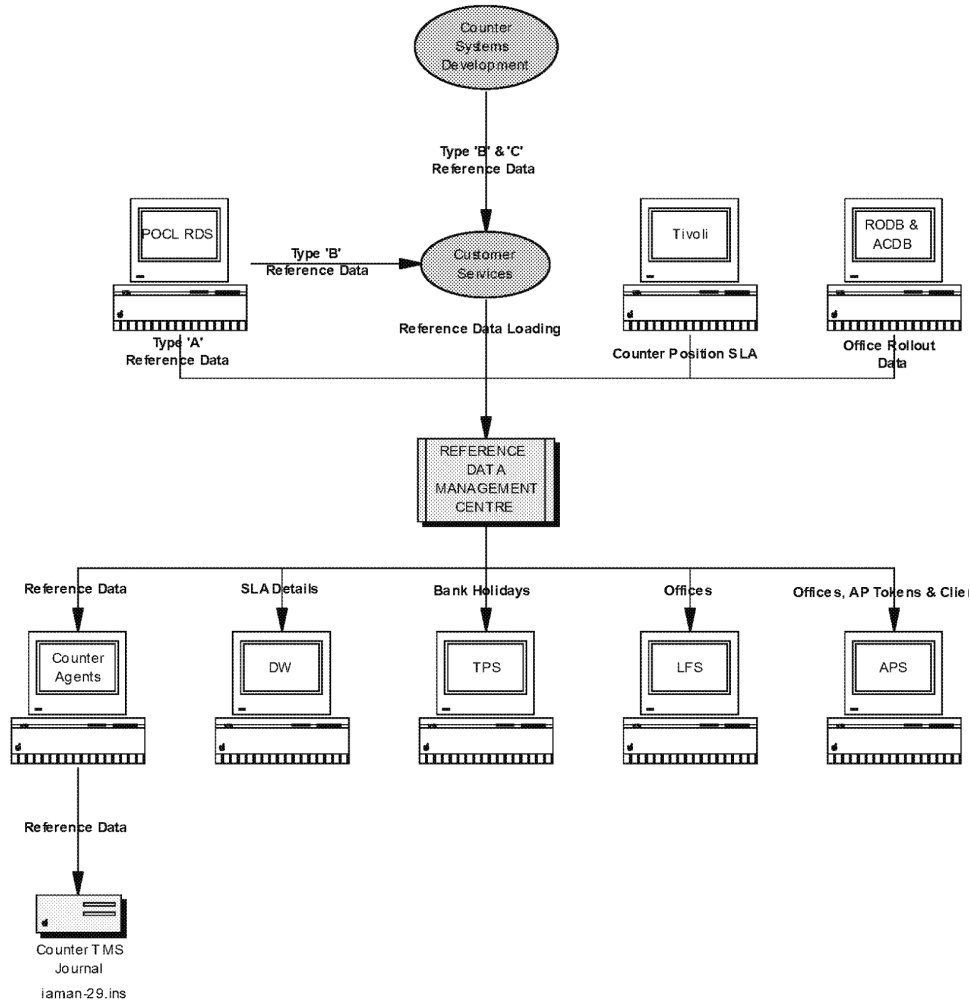 Counter
Systems
Development
Type 'B' & 'C'
Reference Data
POCL RDS
Type 'B'
Reference Data
Customer
Services
Tivoli
RODB &
ACDB
Type 'A'
Reference Data
Reference Data Loading
Counter Position SLA
Office Rollout
Data
REFERENCE
DATA
MANAGEMENT
CENTRE
Reference Data
SLA Details
Bank Holidays
Offices
Offices, AP Tokens & Clie
Counter
Agents
DW
TPS
LFS
APS
Reference Data
Counter TMS
Journal
iaman-29.ins